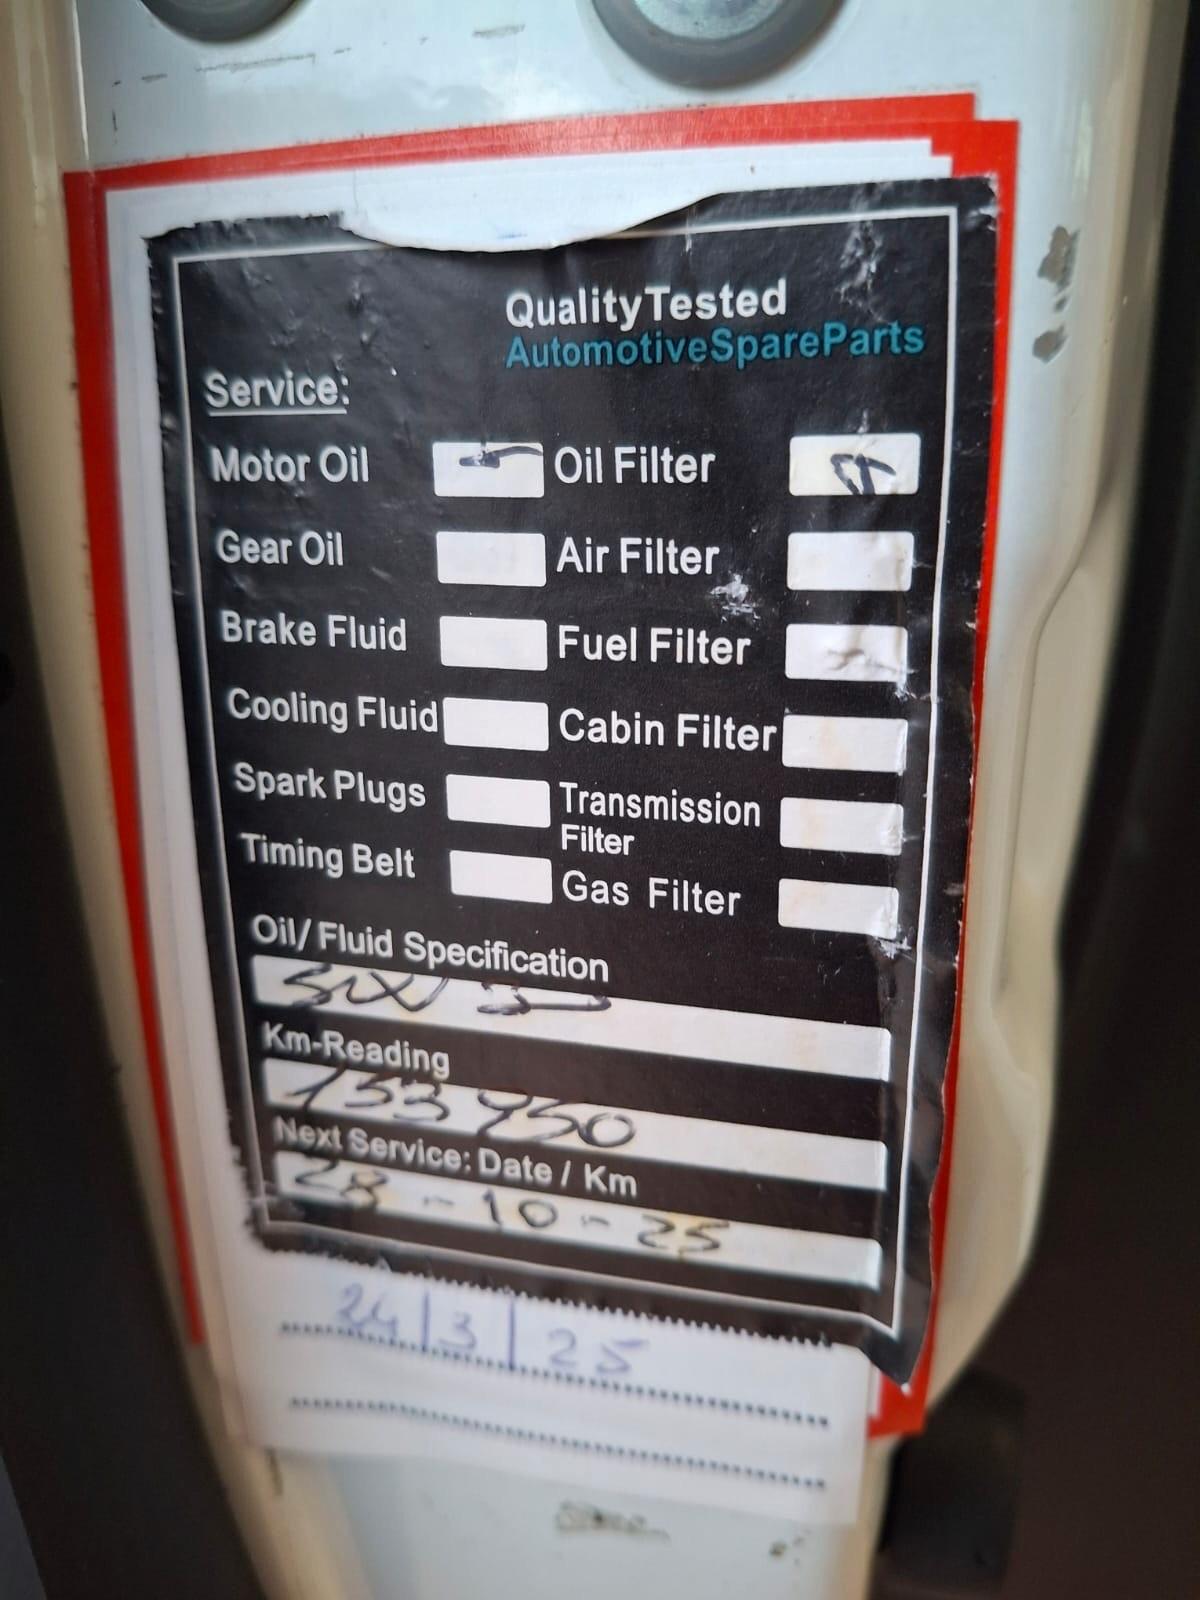 QualityTested
AutomotiveSpareParts
Service:
Motor Oil Oil Filter
Gear Oil Air Filter
Brake Fluid Fuel Filter
Cooling Fluid Cabin Filter
Spark Plugs Transmission Filter
Timing Belt Gas Filter
Oil/Fluid Specification
Km-Reading
Next Service: Date / Km
28-10-25
24/3/25